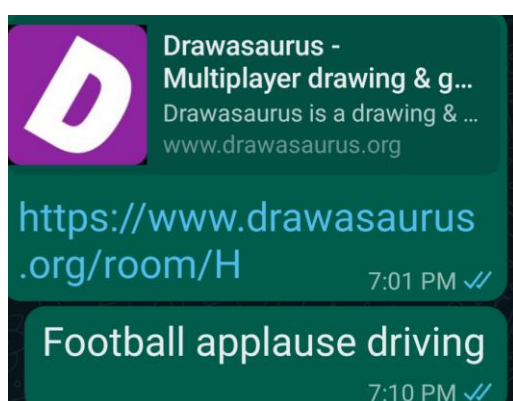 D
Drawasaurus -
Multiplayer drawing & g...
Drawasaurus is a drawing & ...
www.drawasaurus.org
https://www.drawasaurus
.org/room/H
7:01 PM
Football applause driving
7:10 PM